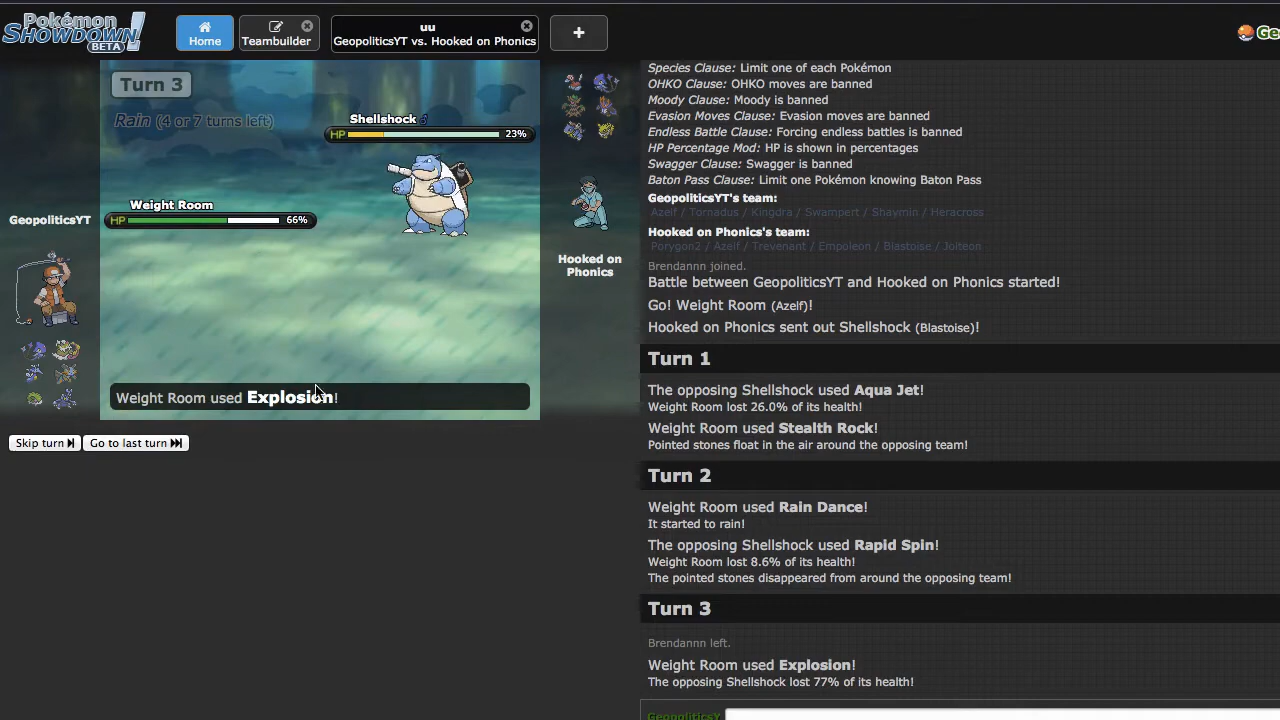 Pokémon
SHOWDOWN!
BETA
Home
Teambuilder
uu
GeopoliticsYT vs. Hooked on Phonics
+
Ge
Turn 3
Rain (4 or 7 turns left)
Shellshock ♂
HP 23%
Weight Room
HP 66%
GeopoliticsYT
Hooked on
Phonics
Weight Room used Explosion!
Skip turn
Go to last turn
Species Clause: Limit one of each Pokémon
OHKO Clause: OHKO moves are banned
Moody Clause: Moody is banned
Evasion Moves Clause: Evasion moves are banned
Endless Battle Clause: Forcing endless battles is banned
HP Percentage Mod: HP is shown in percentages
Swagger Clause: Swagger is banned
Baton Pass Clause: Limit one Pokémon knowing Baton Pass
GeopoliticsYT's team:
Azelf / Tornadus / Kingdra / Swampert / Shaymin / Heracross
Hooked on Phonics's team:
Porygon2 / Azelf / Trevenant / Empoleon / Blastoise / Jolteon
Brendannn joined.
Battle between GeopoliticsYT and Hooked on Phonics started!
Go! Weight Room (Azelf)!
Hooked on Phonics sent out Shellshock (Blastoise)!
Turn 1
The opposing Shellshock used Aqua Jet!
Weight Room lost 26.0% of its health!
Weight Room used Stealth Rock!
Pointed stones float in the air around the opposing team!
Turn 2
Weight Room used Rain Dance!
It started to rain!
The opposing Shellshock used Rapid Spin!
Weight Room lost 8.6% of its health!
The pointed stones disappeared from around the opposing team!
Turn 3
Brendannn left.
Weight Room used Explosion!
The opposing Shellshock lost 77% of its health!
GeopoliticsY